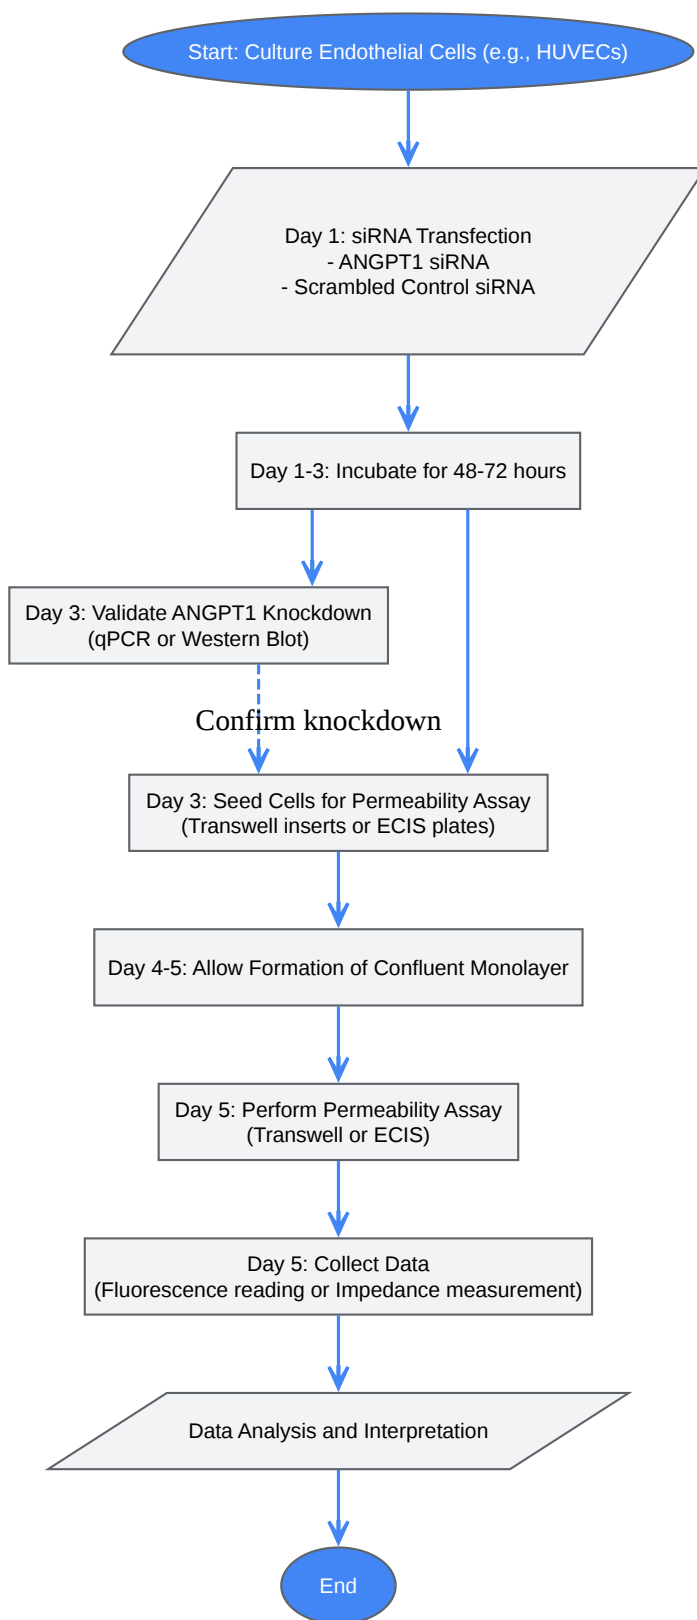 Start: Culture Endothelial Cells (e.g., HUVECs)
Day 1: siRNA Transfection
- ANGPT1 siRNA
- Scrambled Control siRNA
Day 1-3: Incubate for 48-72 hours
Day 3: Validate ANGPT1 Knockdown
(qPCR or Western Blot)
Confirm knockdown
Day 3: Seed Cells for Permeability Assay
(Transwell inserts or ECIS plates)
Day 4-5: Allow Formation of Confluent Monolayer
Day 5: Perform Permeability Assay
(Transwell or ECIS)
Day 5: Collect Data
(Fluorescence reading or Impedance measurement)
Data Analysis and Interpretation
End